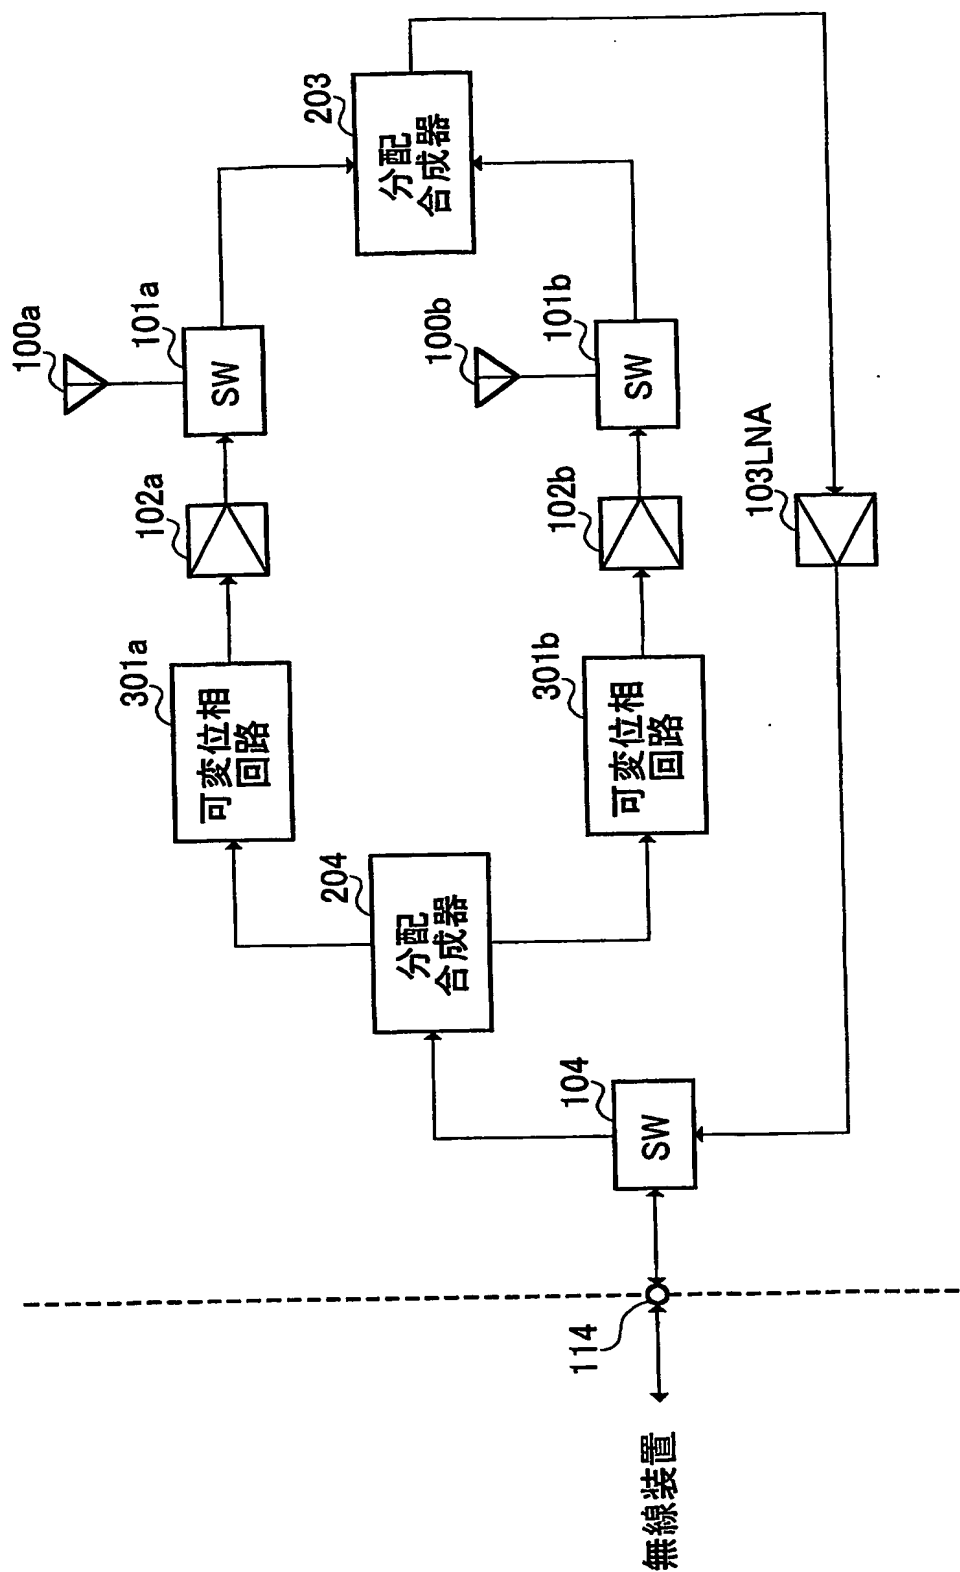 無線装置
114
SW
104
分配
合成器
204
可変位相
回路
301a
102a
SW
101a
100a
可変位相
回路
301b
102b
SW
101b
100b
分配
合成器
203
103LNA